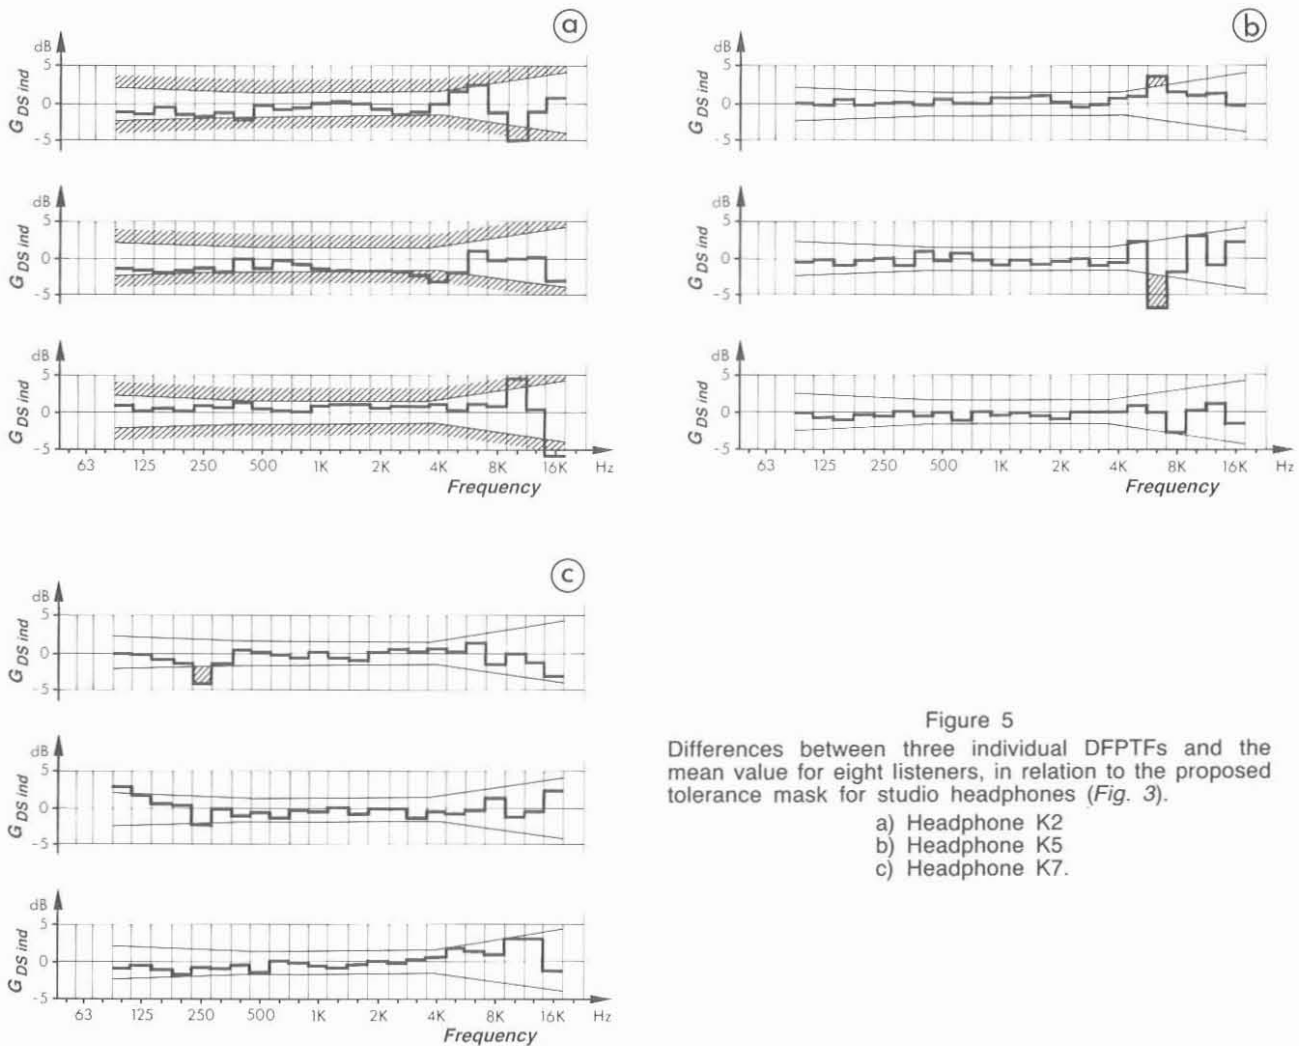 a
dB
5
0
-5
G DS ind
dB
5
0
-5
G DS ind
dB
5
0
-5
G DS ind
63 125 250 500 1K 2K 4K 8K 16K Hz
Frequency
b
dB
5
0
-5
G DS ind
dB
5
0
-5
G DS ind
dB
5
0
-5
G DS ind
63 125 250 500 1K 2K 4K 8K 16K Hz
Frequency
c
dB
5
0
-5
G DS ind
dB
5
0
-5
G DS ind
dB
5
0
-5
G DS ind
63 125 250 500 1K 2K 4K 8K 16K Hz
Frequency
Figure 5
Differences between three individual DFPTFs and the
mean value for eight listeners, in relation to the proposed
tolerance mask for studio headphones (Fig. 3).
a) Headphone K2
b) Headphone K5
c) Headphone K7.